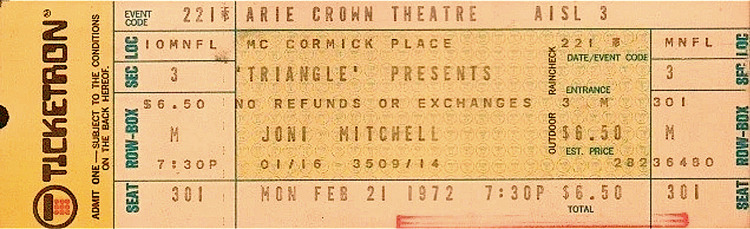 TICKETRON
ADMIT ONE—SUBJECT TO THE CONDITIONS
ON THE BACK HEREOF.
EVENT CODE 221 ARIE CROWN THEATRE AISL 3
SEC LOC IOMNFL MC CORMICK PLACE 221 MNFL SEC LOC
DATE/EVENT CODE
3 'TRIANGLE' PRESENTS RAINCHECK 3
$6.50 NO REFUNDS OR EXCHANGES 3 M 301
ROW-BOX M JONI MITCHELL OUTDOOR $6.50 M ROW-BOX
EST. PRICE
7:30P 01/16 - 3509/14 28236480
SEAT 301 MON FEB 21 1972 7:30P $6.50 301 SEAT
TOTAL